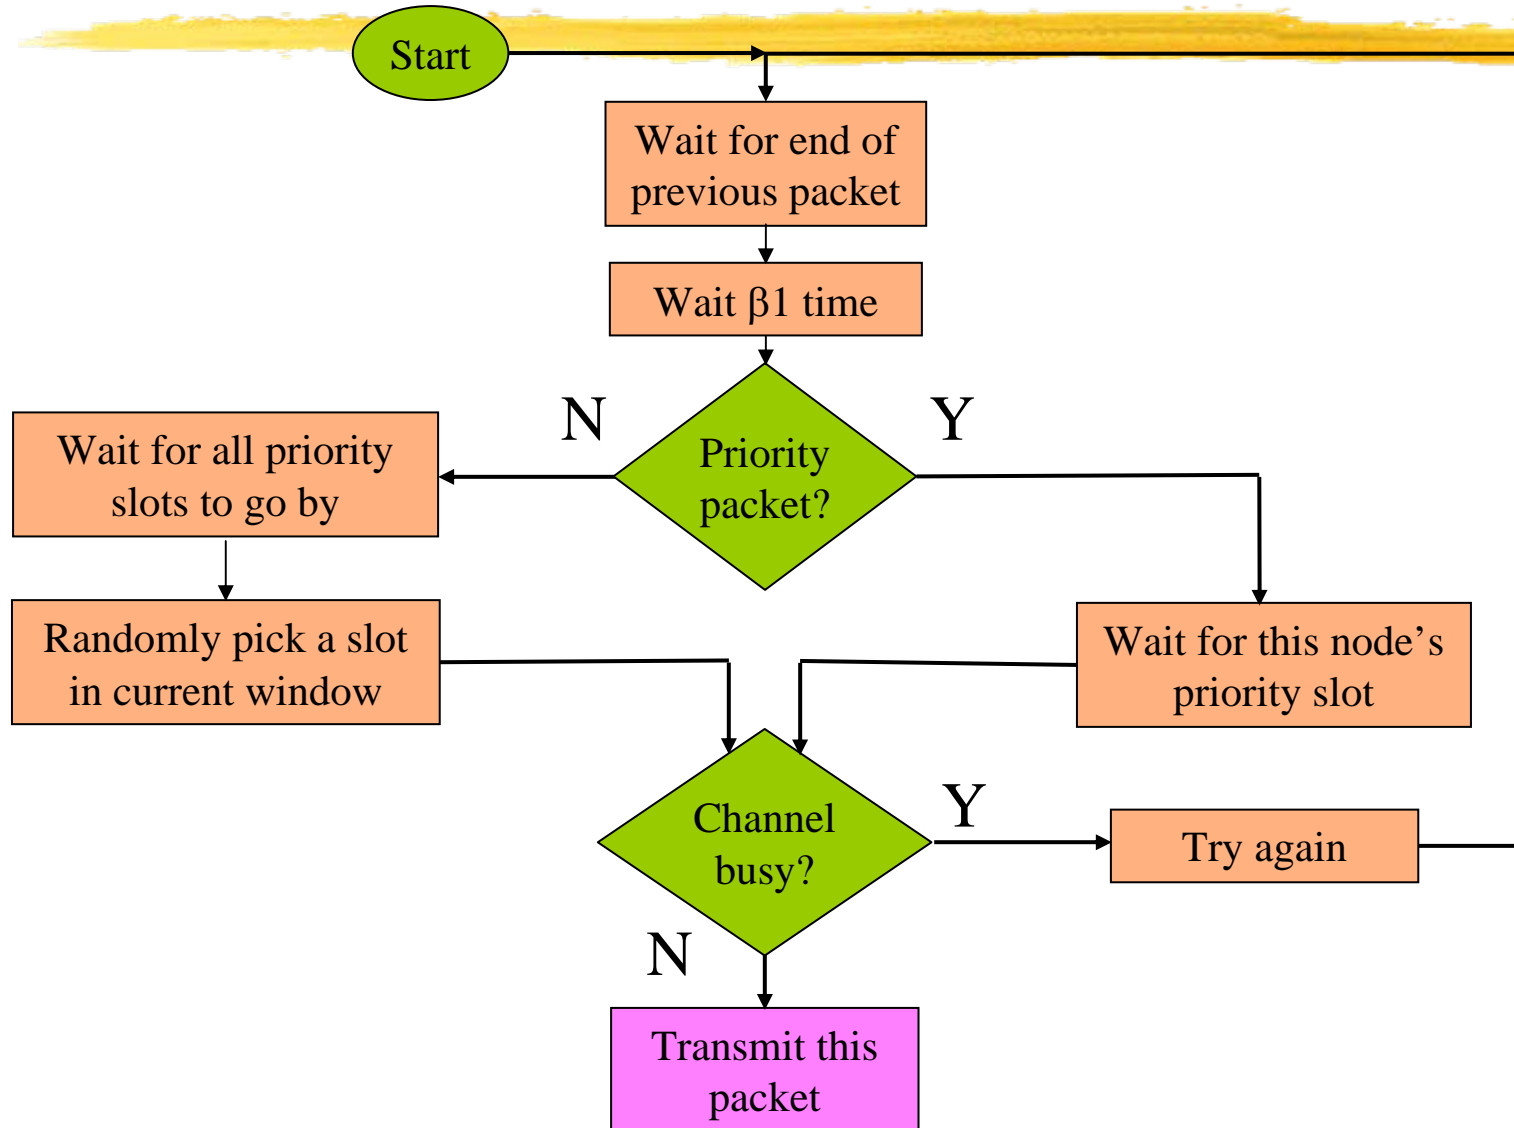 Start
Wait for end of
previous packet
Wait β1 time
N
Y
Priority
packet?
Wait for all priority
slots to go by
Randomly pick a slot
in current window
Wait for this node’s
priority slot
Channel
busy?
Y
Try again
N
Transmit this
packet